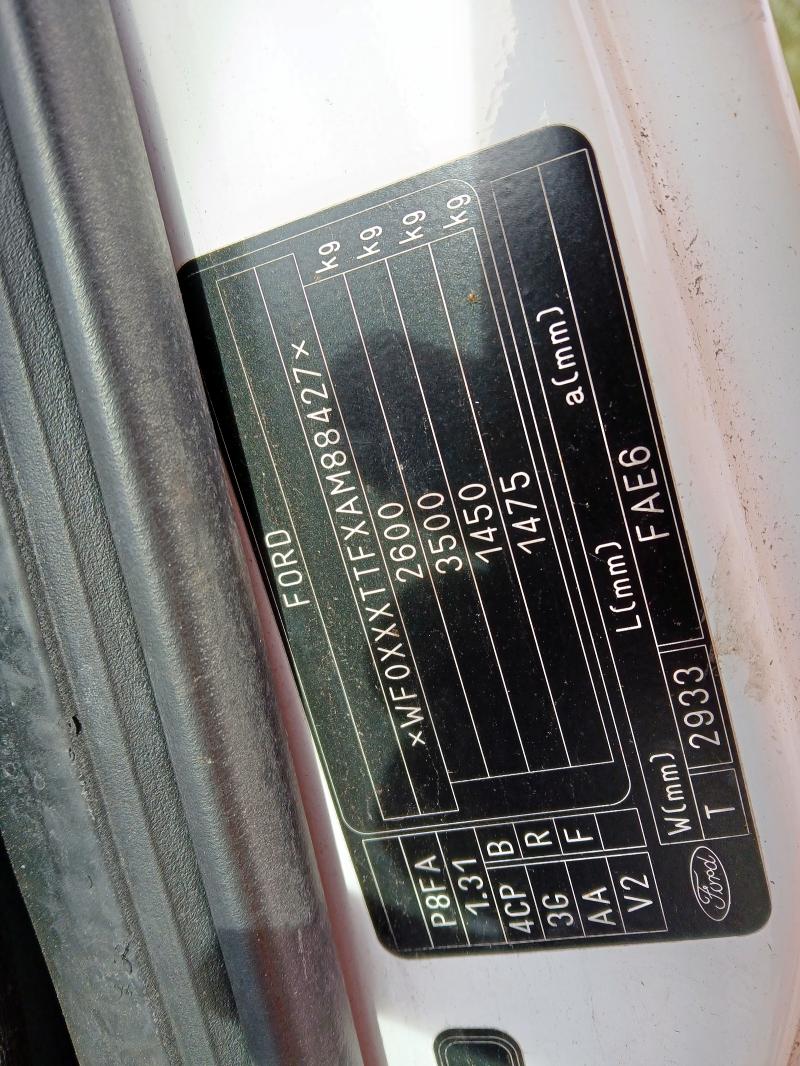 FORD
×WF0XXXTTFXAM88427×
2600 kg
3500 kg
1450 kg
1475 kg
P8FA
1.31
4CP B
3G R
AA F
V2
W(mm) L(mm) a(mm)
T 2933 FAE6
Ford